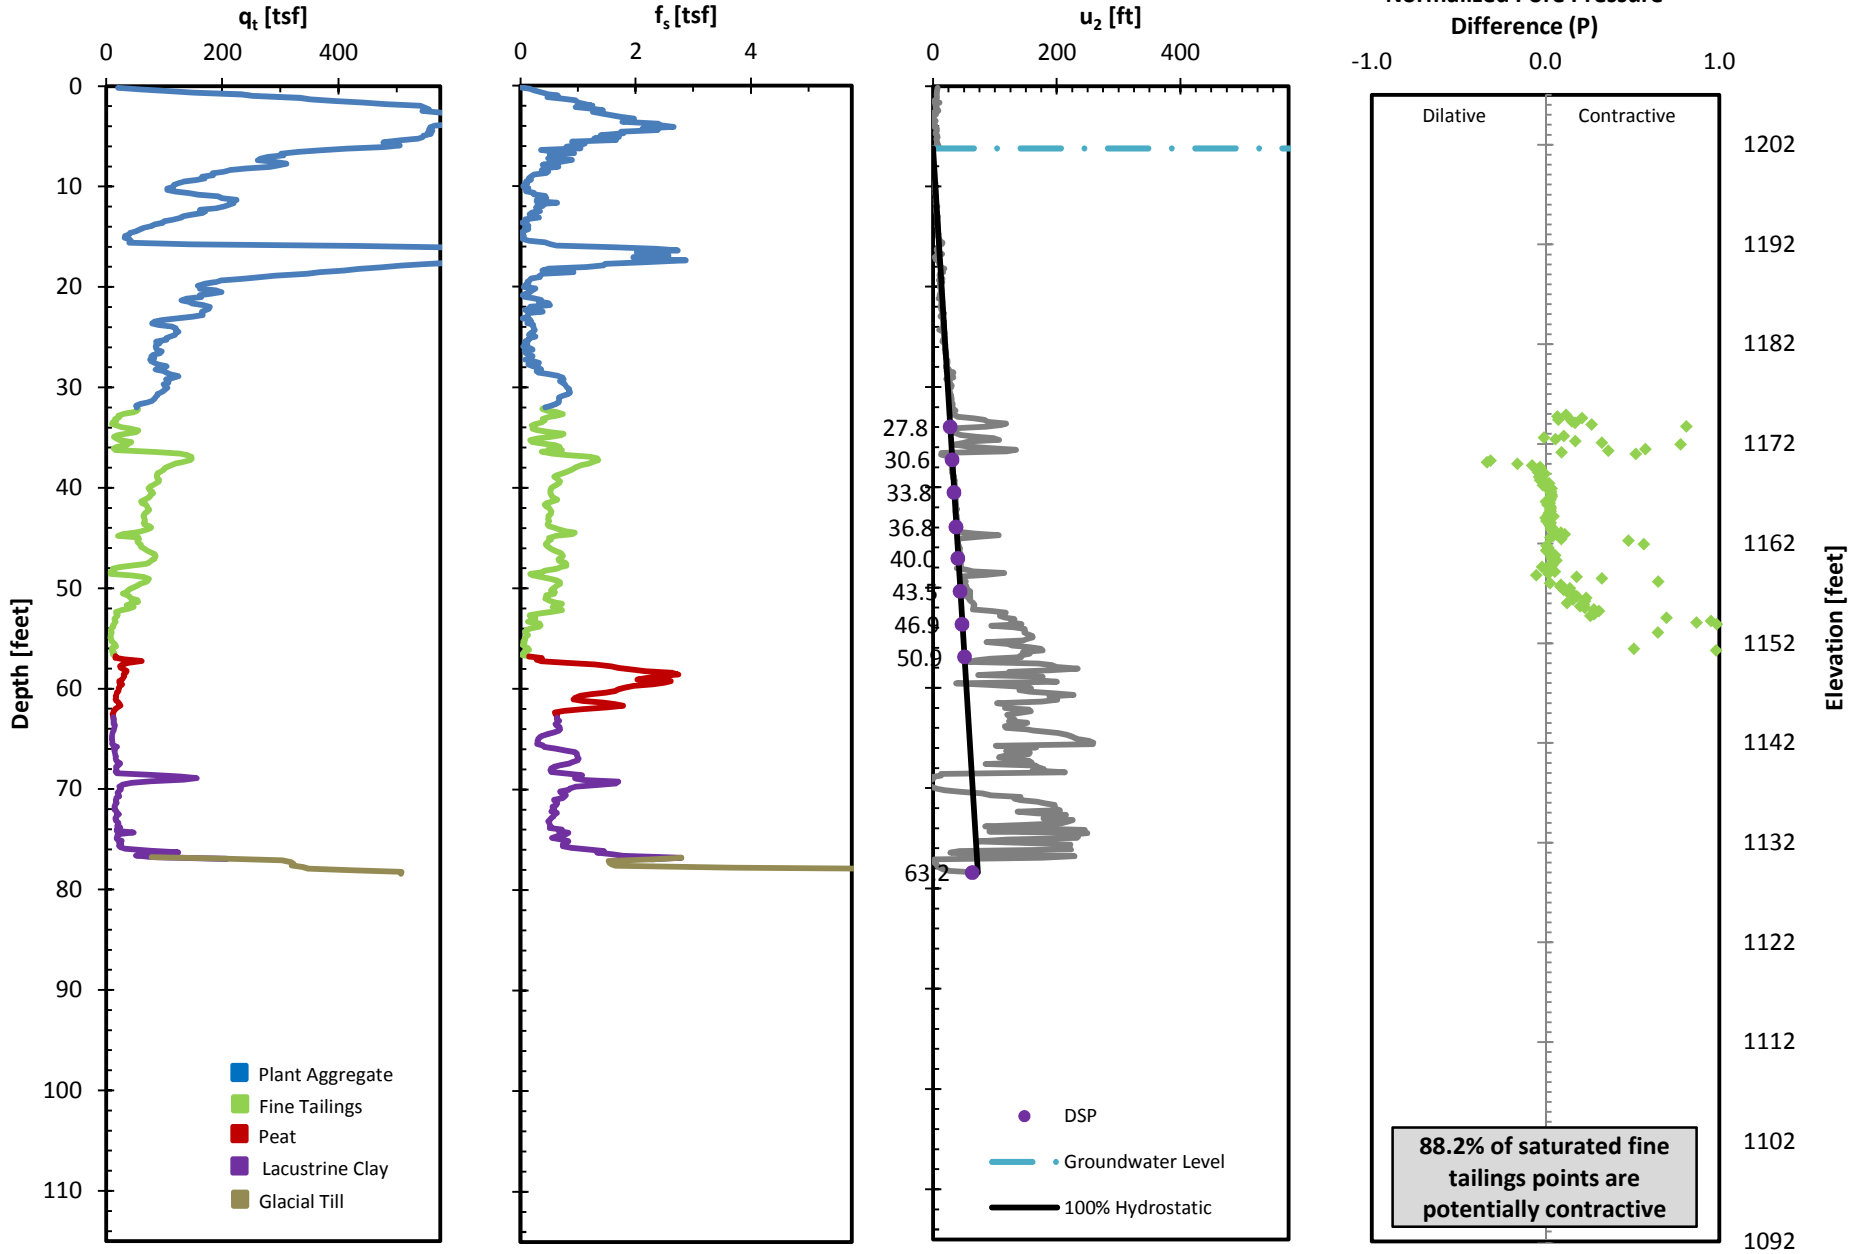 qt [tsf]
0 200 400
fs [tsf]
0 2 4
u2 [ft]
0 200 400
Difference (P)
-1.0 0.0 1.0
Dilative Contractive
Depth [feet]
0
10
20
30
40
50
60
70
80
90
100
110
Plant Aggregate
Fine Tailings
Peat
Lacustrine Clay
Glacial Till
27.8
30.6
33.8
36.8
40.0
43.5
46.9
50.9
63.2
DSP
Groundwater Level
100% Hydrostatic
88.2% of saturated fine
tailings points are
potentially contractive
1202
1192
1182
1172
1162
1152
1142
1132
1122
1112
1102
1092
Elevation [feet]